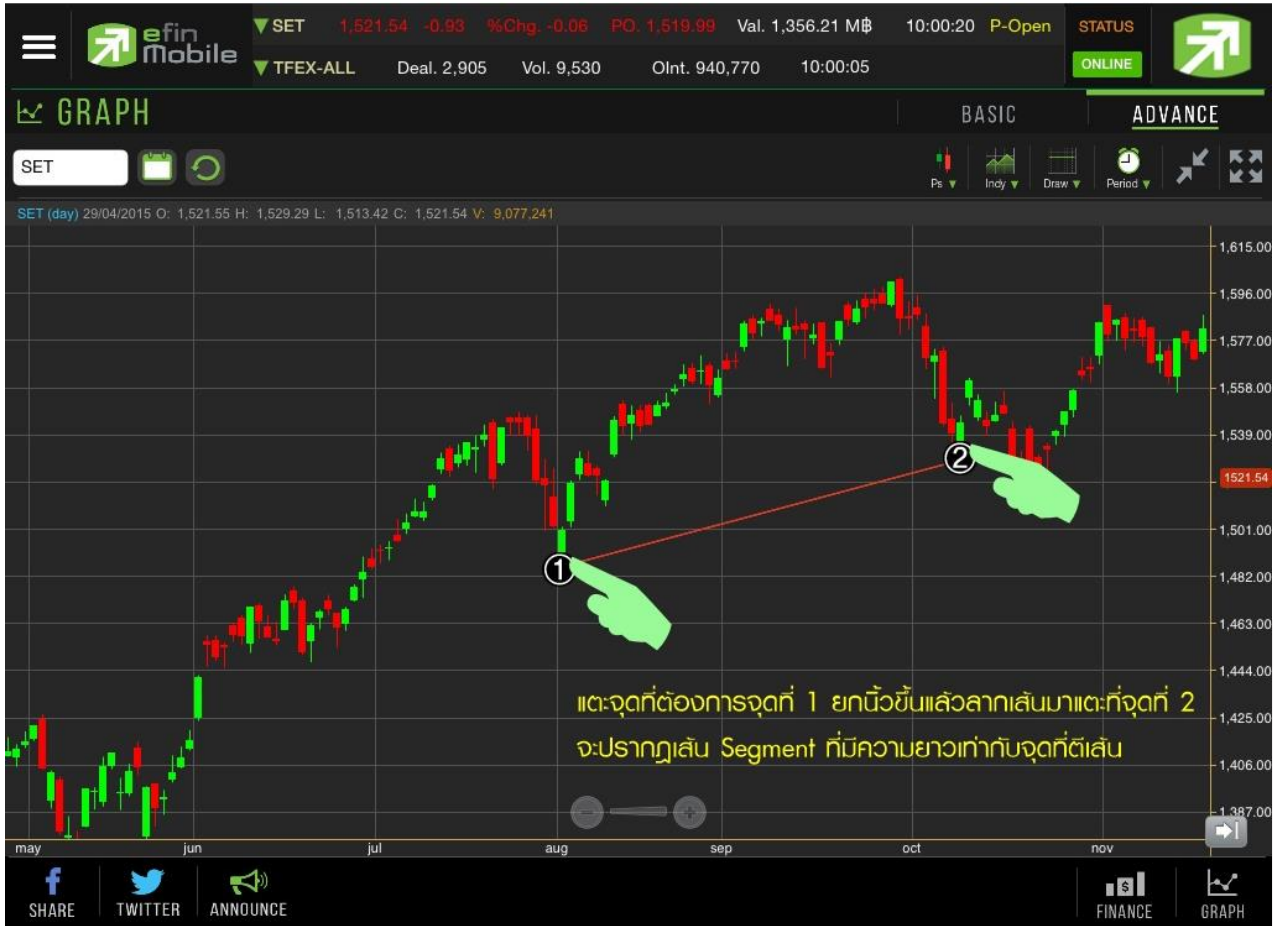 efin Mobile
▼ SET 1,521.54 -0.93 %Chg. -0.06 PO. 1,519.99 Val. 1,356.21 M฿ 10:00:20 P-Open
▼ TFEX-ALL Deal. 2,905 Vol. 9,530 OInt. 940,770 10:00:05
STATUS
ONLINE
GRAPH
BASIC
ADVANCE
SET
Ps ▼
Indy ▼
Draw ▼
Period ▼
SET (day) 29/04/2015 O: 1,521.55 H: 1,529.29 L: 1,513.42 C: 1,521.54 V: 9,077,241
1,615.00
1,596.00
1,577.00
1,558.00
1,539.00
1521.54
1,501.00
1,482.00
1,463.00
1,444.00
1,425.00
1,406.00
1,387.00
2
1
แตะจุดที่ต้องการจุดที่ 1 ยกนิ้วขึ้นแล้วลากเส้นมาแตะที่จุดที่ 2
จะปรากฏเส้น Segment ที่มีความยาวเท่ากับจุดที่ตีเส้น
may jun jul aug sep oct nov
SHARE
TWITTER
ANNOUNCE
FINANCE
GRAPH